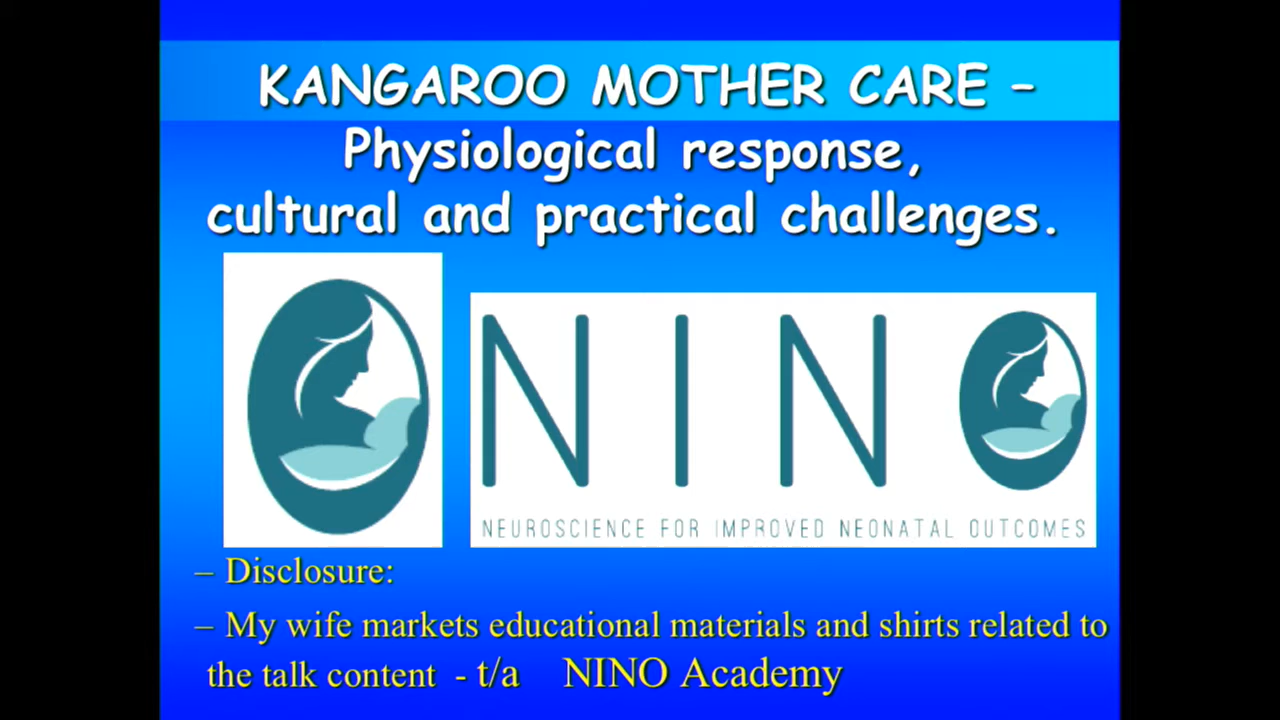 KANGAROO MOTHER CARE –
Physiological response,
cultural and practical challenges.
NINO
NEUROSCIENCE FOR IMPROVED NEONATAL OUTCOMES
– Disclosure:
– My wife markets educational materials and shirts related to
the talk content - t/a NINO Academy